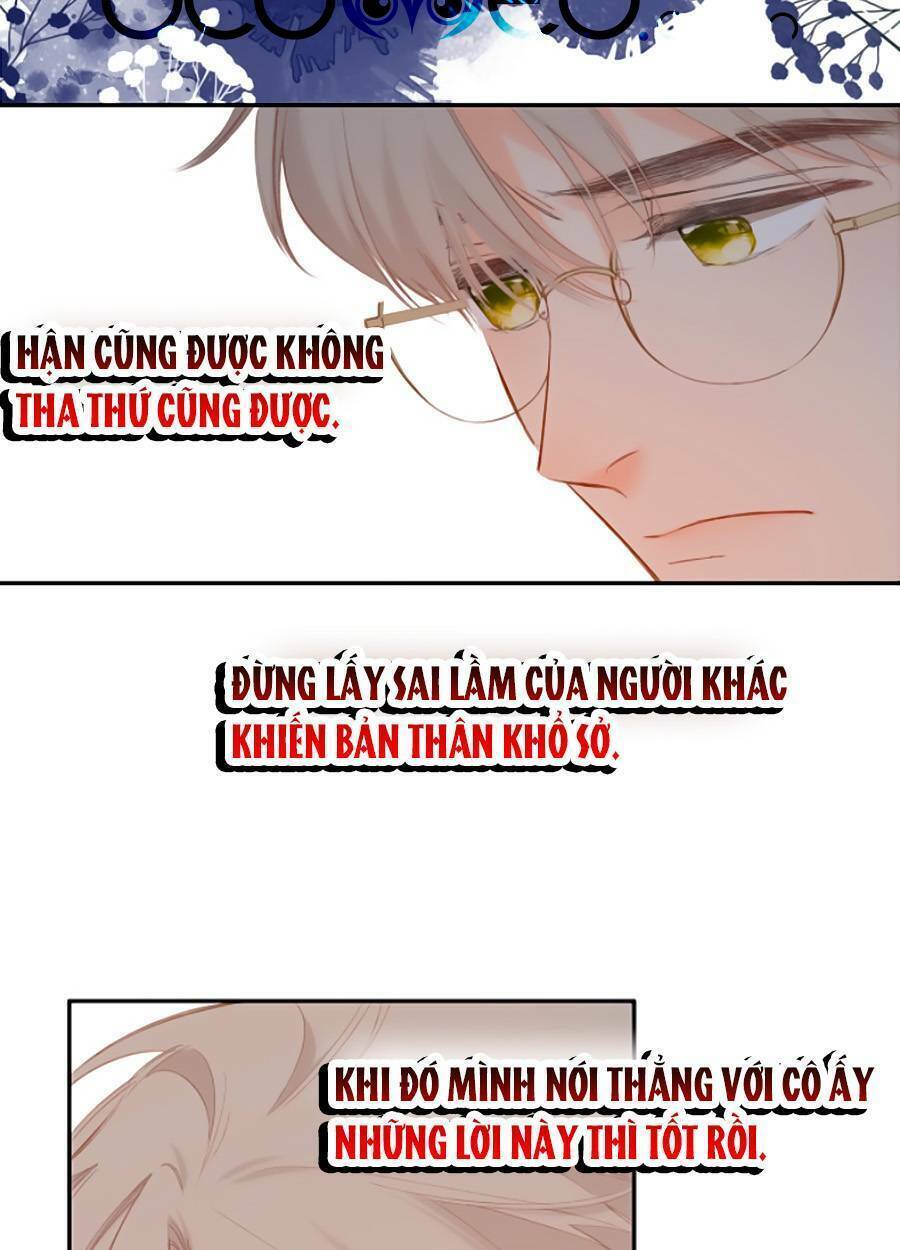 HẬN CŨNG ĐƯỢC KHÔNG
THA THỨ CŨNG ĐƯỢC.
ĐỪNG LẤY SAI LẦM CỦA NGƯỜI KHÁC
KHIẾN BẢN THÂN KHỔ SỞ.
KHI ĐÓ MÌNH NÓI THẲNG VỚI CÔ ẤY
NHỮNG LỜI NÀY THÌ TỐT RỒI.